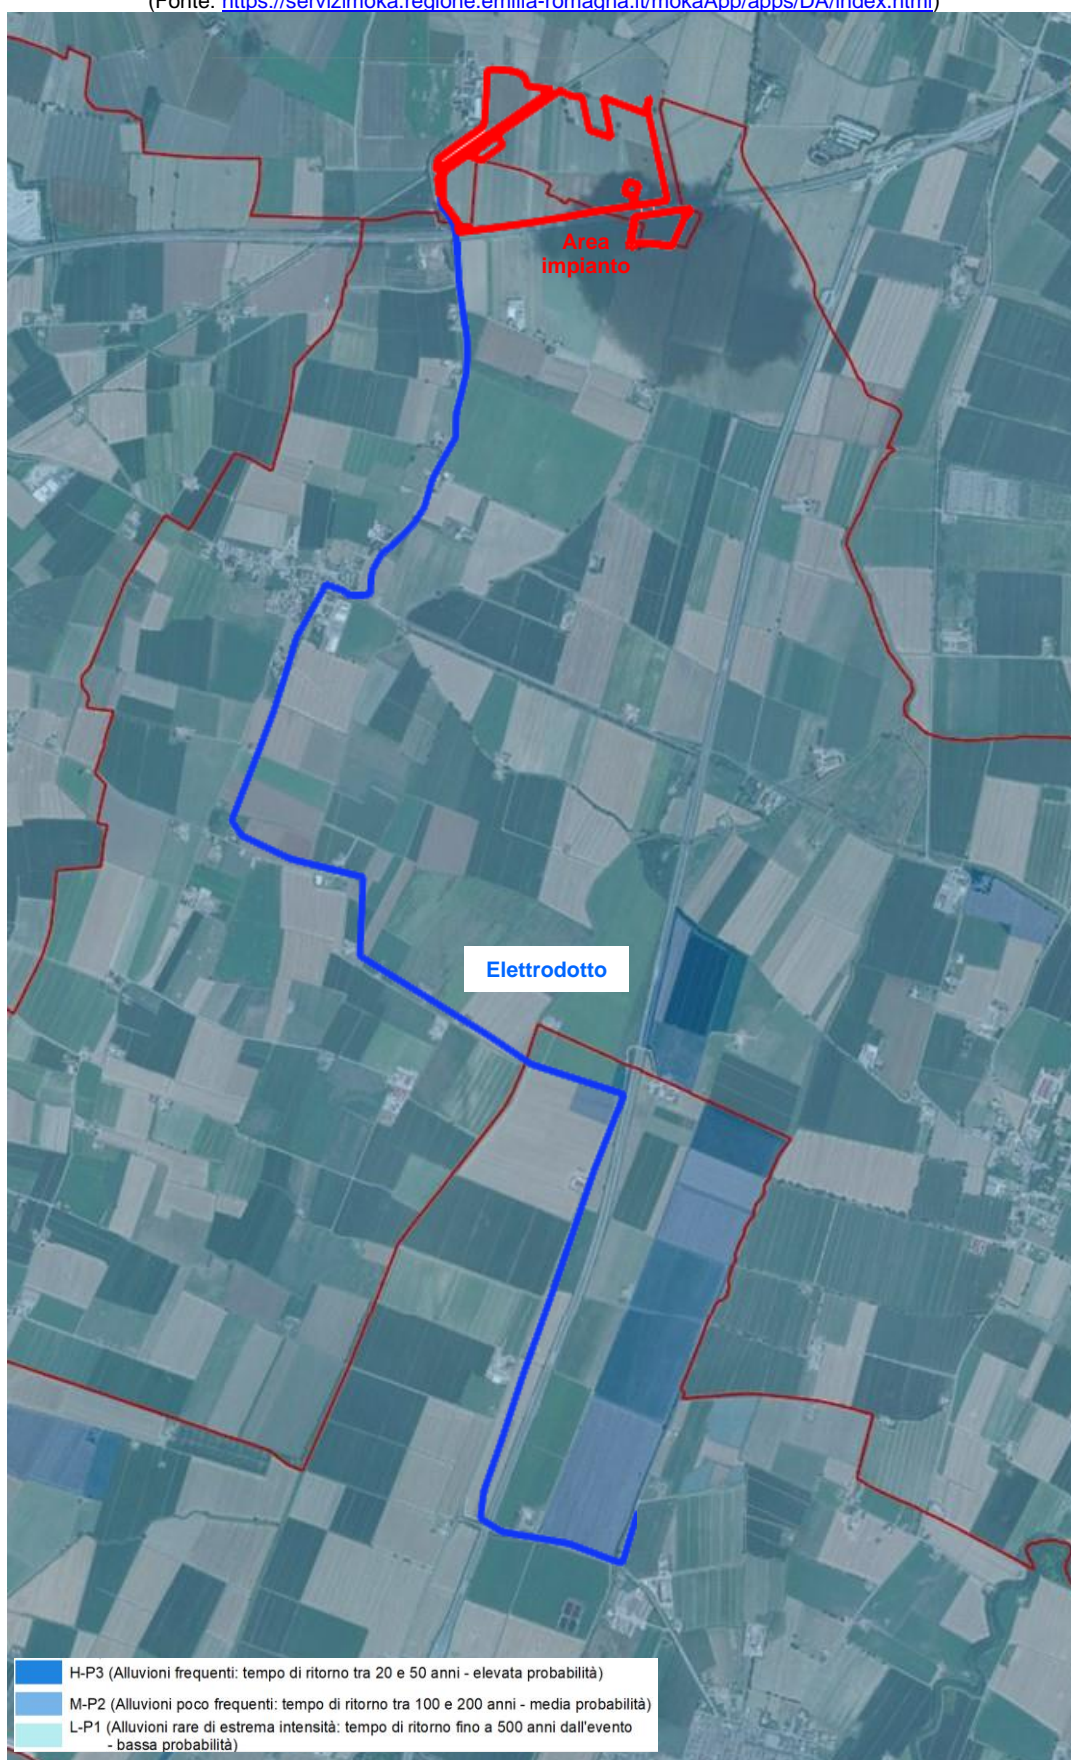 (Fonte: https://servizimoka.regione.emilia-romagna.it/mokaApp/apps/DA/index.html)
Area
impianto
Elettrodotto
H-P3 (Alluvioni frequenti: tempo di ritorno tra 20 e 50 anni - elevata probabilità)
M-P2 (Alluvioni poco frequenti: tempo di ritorno tra 100 e 200 anni - media probabilità)
L-P1 (Alluvioni rare di estrema intensità: tempo di ritorno fino a 500 anni dall'evento
- bassa probabilità)